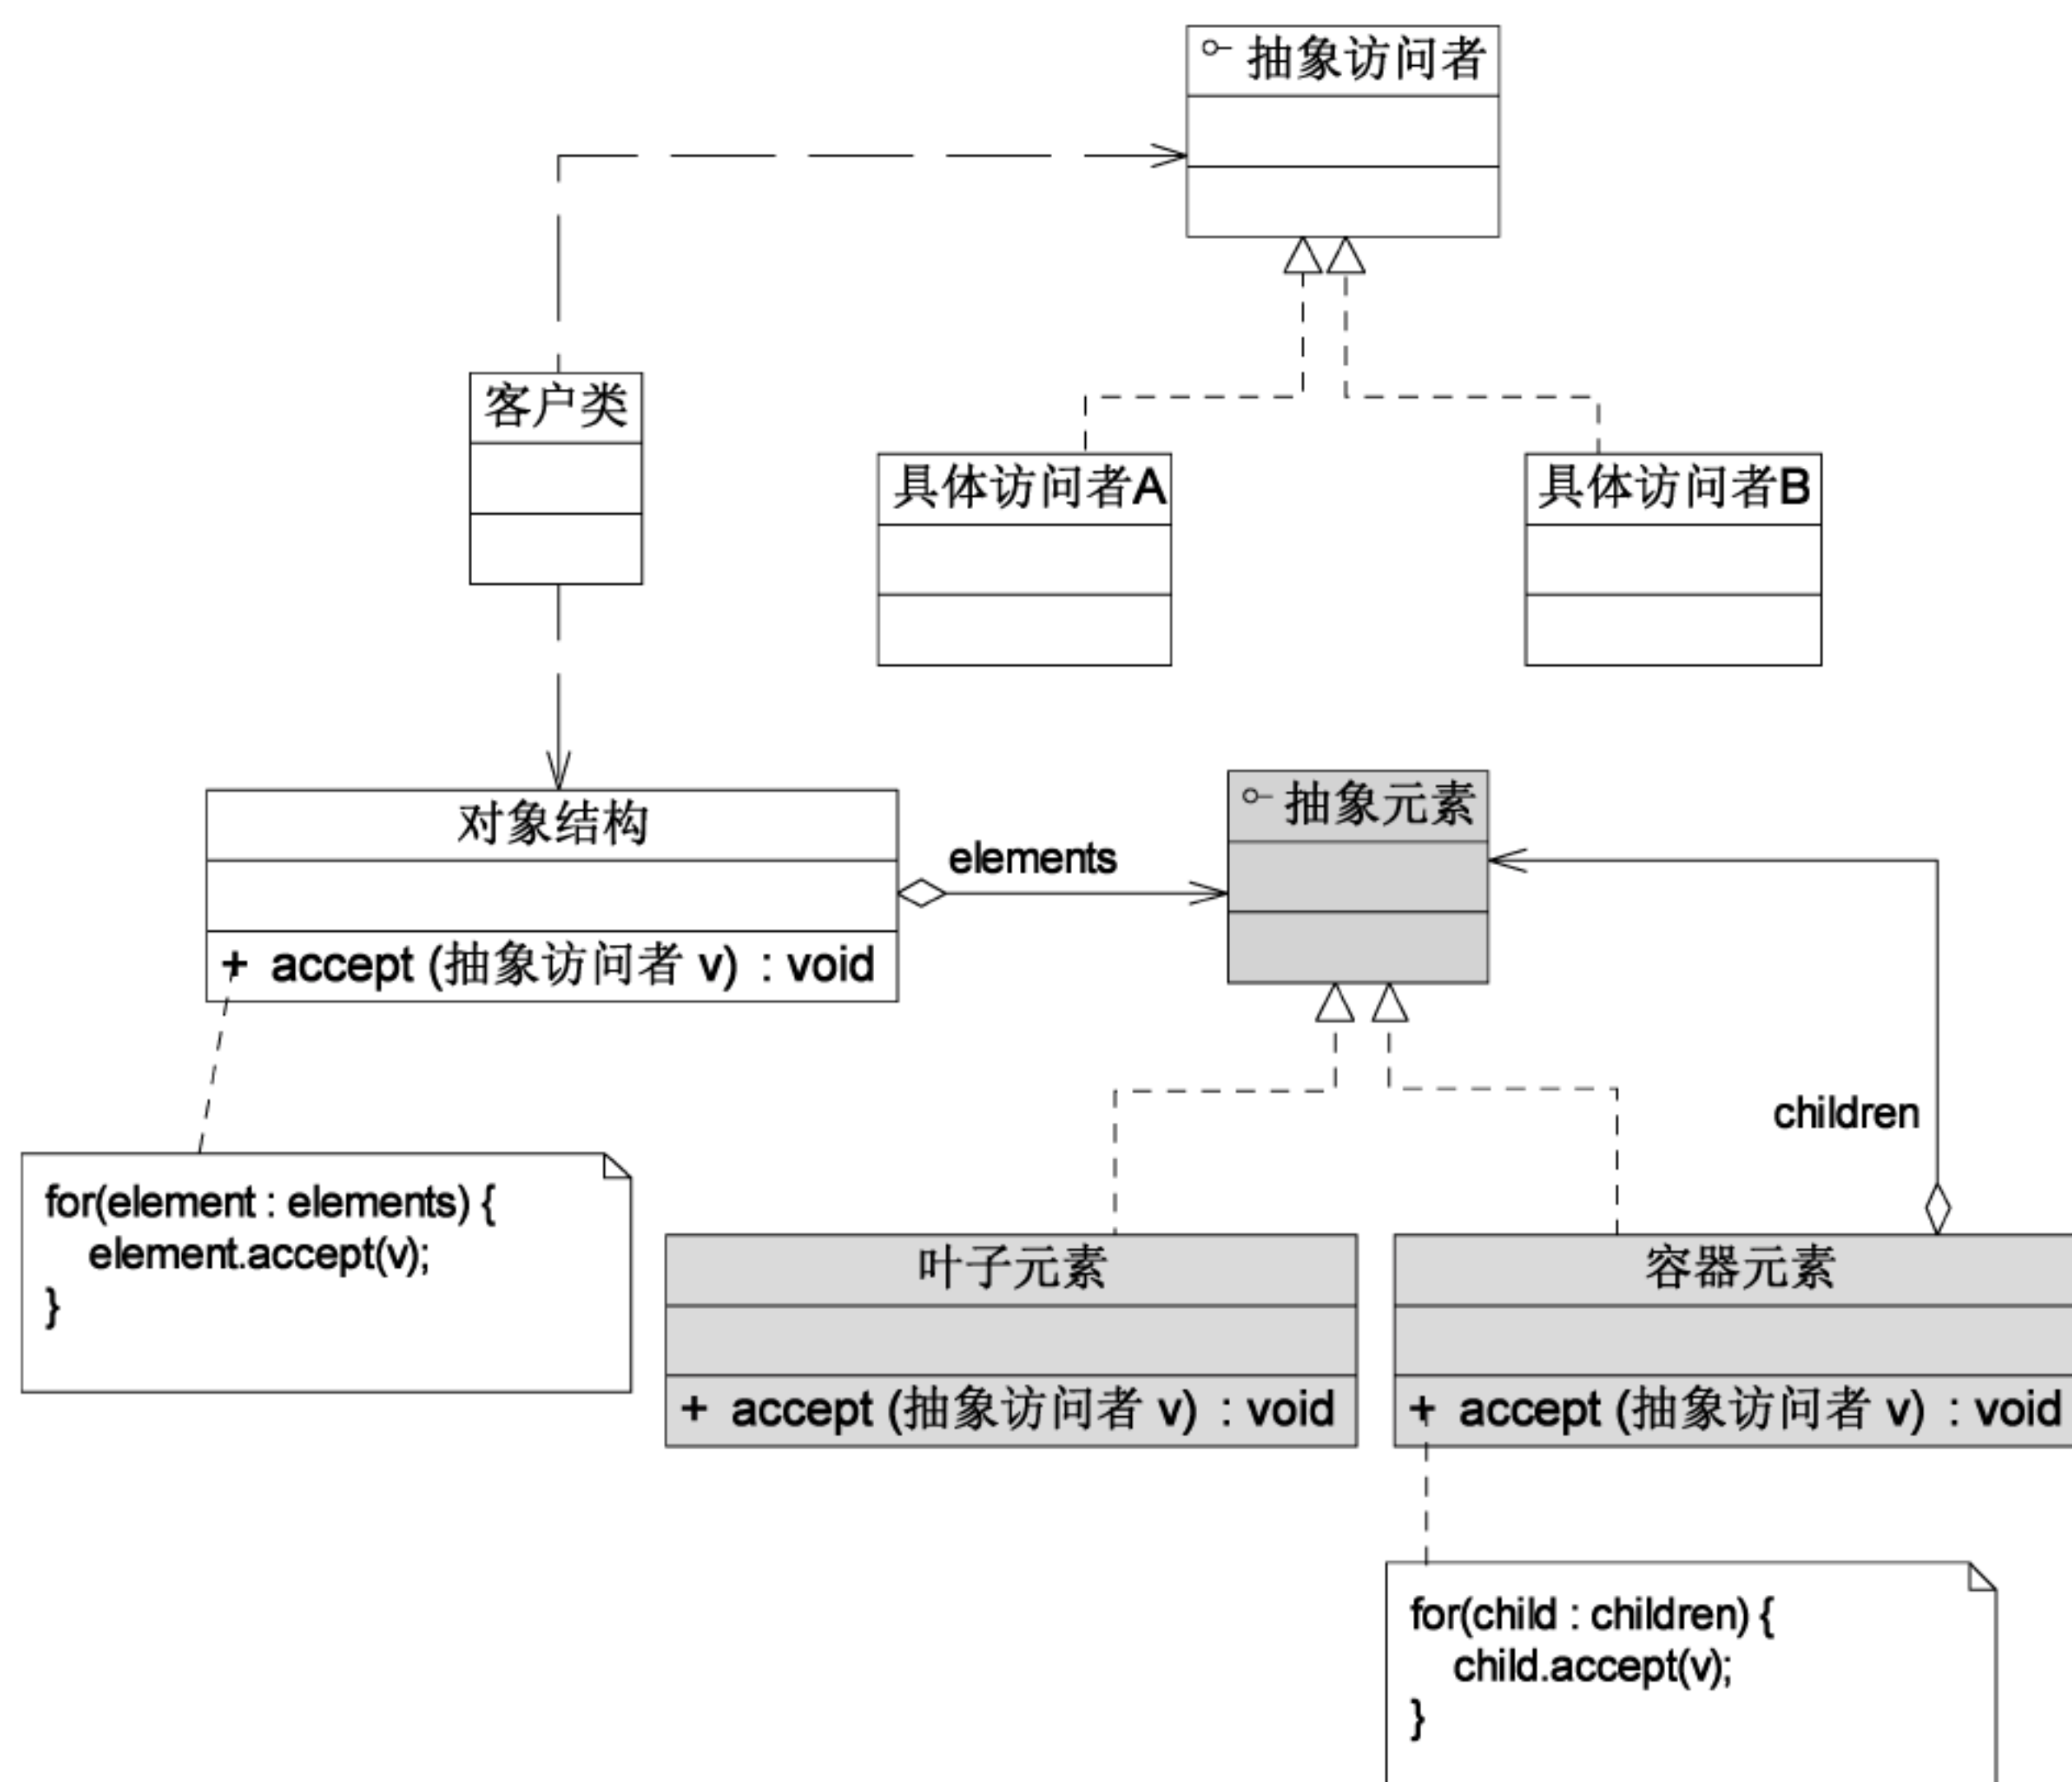 抽象访问者
客户类
具体访问者A
具体访问者B
对象结构
+ accept (抽象访问者 v) : void
elements
抽象元素
children
for(element : elements) {
element.accept(v);
}
叶子元素
+ accept (抽象访问者 v) : void
容器元素
+ accept (抽象访问者 v) : void
for(child : children) {
child.accept(v);
}